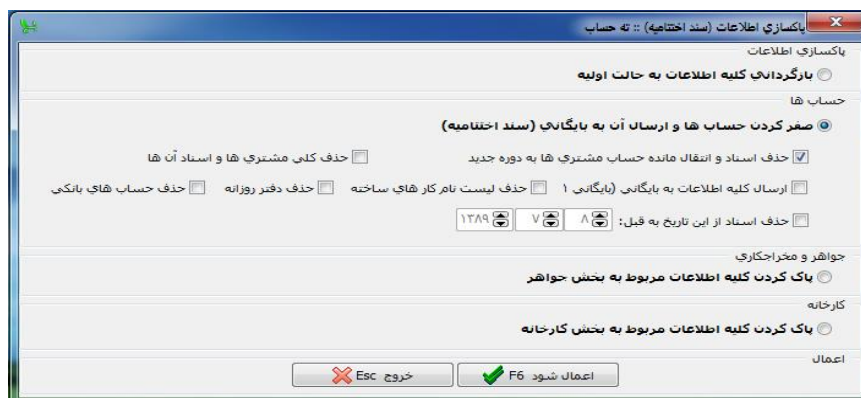 پاکسازي اطلاعات (سند اختتاميه) :: ته حساب
پاکسازي اطلاعات
بازگرداني کليه اطلاعات به حالت اوليه
حساب ها
صفر کردن حساب ها و ارسال آن به بايگاني (سند اختتاميه)
حذف اسناد و انتقال مانده حساب مشتري ها به دوره جديد حذف کلي مشتري ها و اسناد آن ها
ارسال کليه اطلاعات به بايگاني (بايگاني ۱ حذف ليست نام کار هاي ساخته حذف دفتر روزانه حذف حساب هاي بانکي
حذف اسناد از اين تاريخ به قبل: ۸ ۷ ۱۳۸۹
جواهر و مخراجکاري
پاک کردن کليه اطلاعات مربوط به بخش جواهر
کارخانه
پاک کردن کليه اطلاعات مربوط به بخش کارخانه
اعمال
اعمال شود F6 خروج Esc